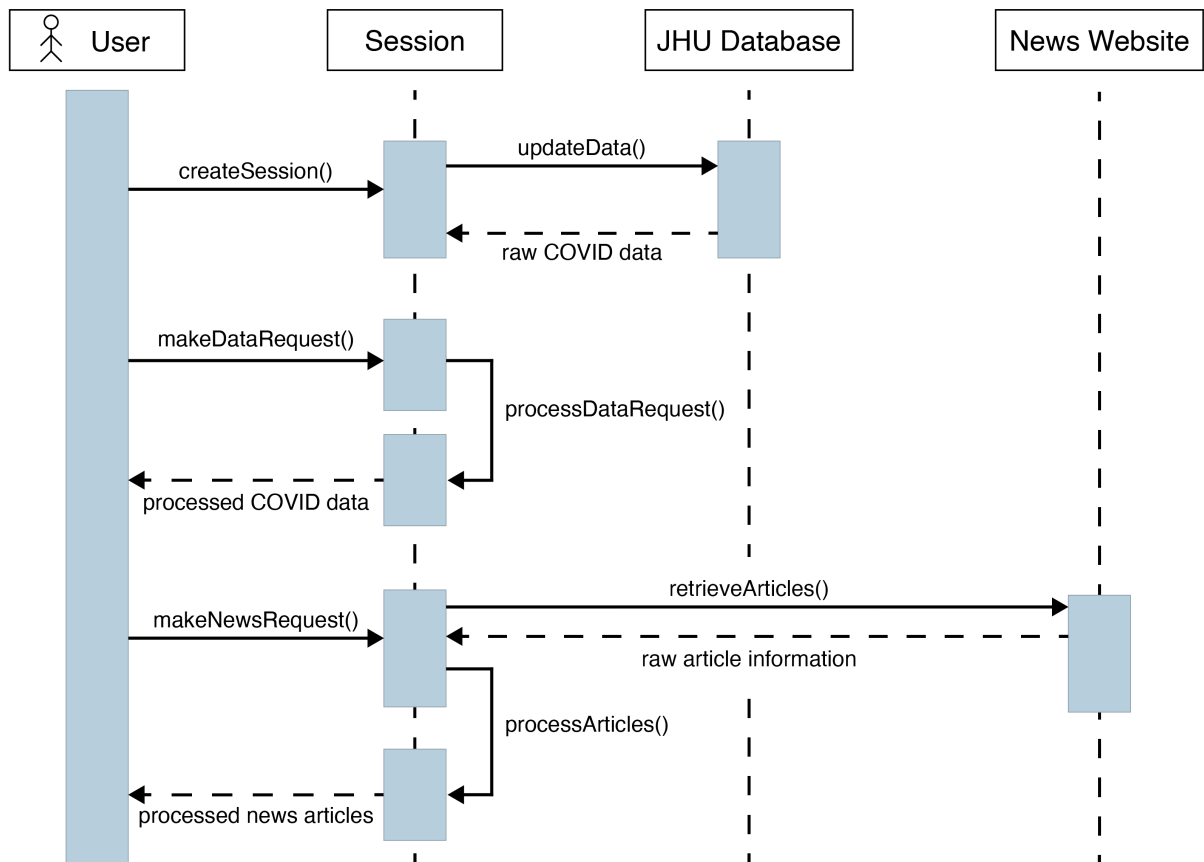 User
Session
JHU Database
News Website
createSession()
updateData()
raw COVID data
makeDataRequest()
processDataRequest()
processed COVID data
retrieveArticles()
makeNewsRequest()
raw article information
processArticles()
processed news articles